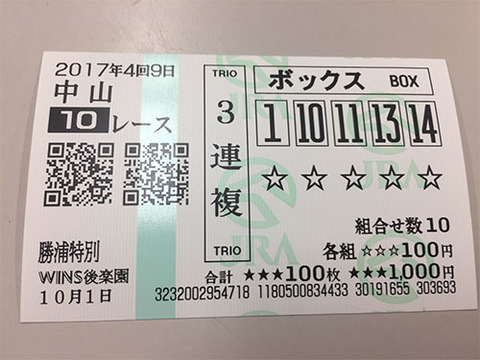 2017年4回9日
中山
10レース
勝浦特別
WINS後楽園
10月1日
TRIO
3連複
TRIO
ボックス BOX
1 10 11 13 14
☆ ☆ ☆ ☆ ☆
組合せ数10
各組 ☆☆☆100円
合計 ★★★100枚 ★★★1,000円
3232002954718 1180500834433 30191655 303693
JRA
JRA
JRA